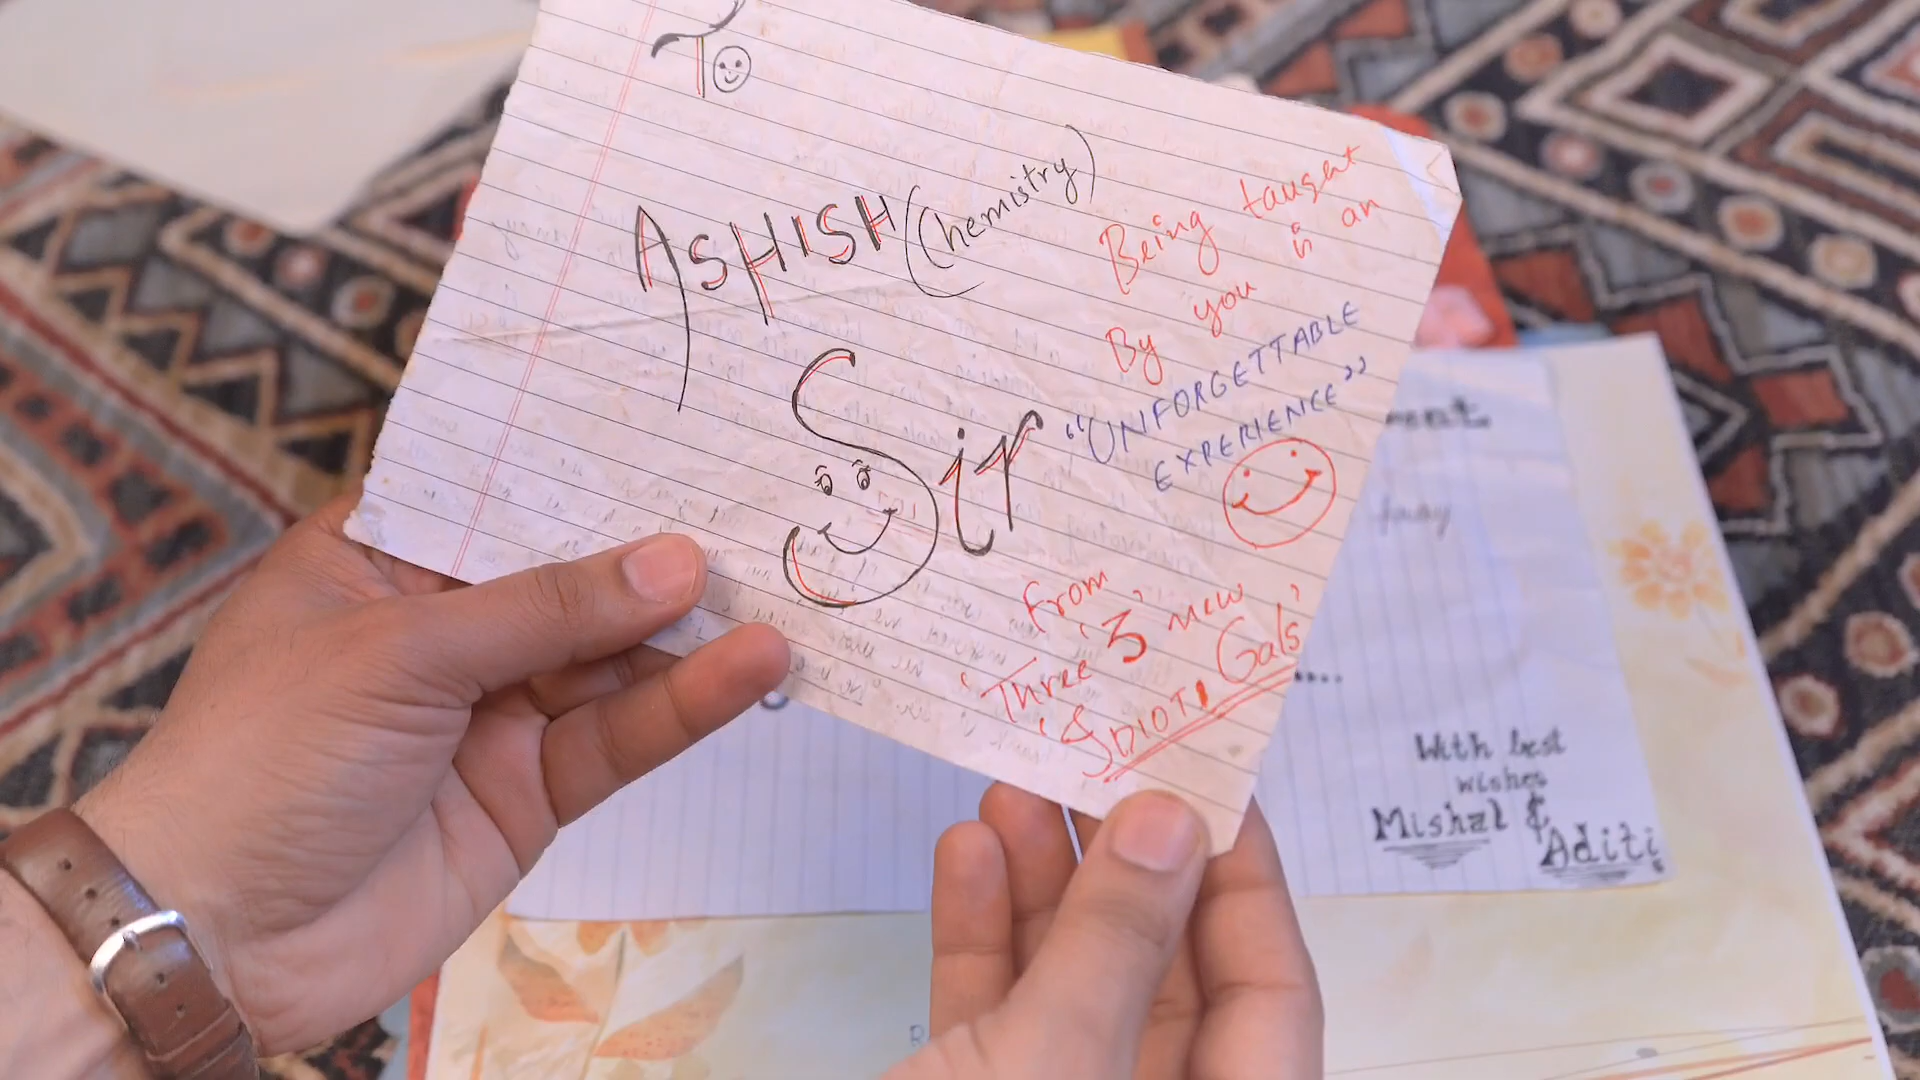 To
ASHISH (Chemistry)
Sir
Being taught
By you is an
"UNFORGETTABLE
EXPERIENCE"
From
'Three '3' new
'IDIOT' Gals'
With best
wishes
Mishal &
Aditi